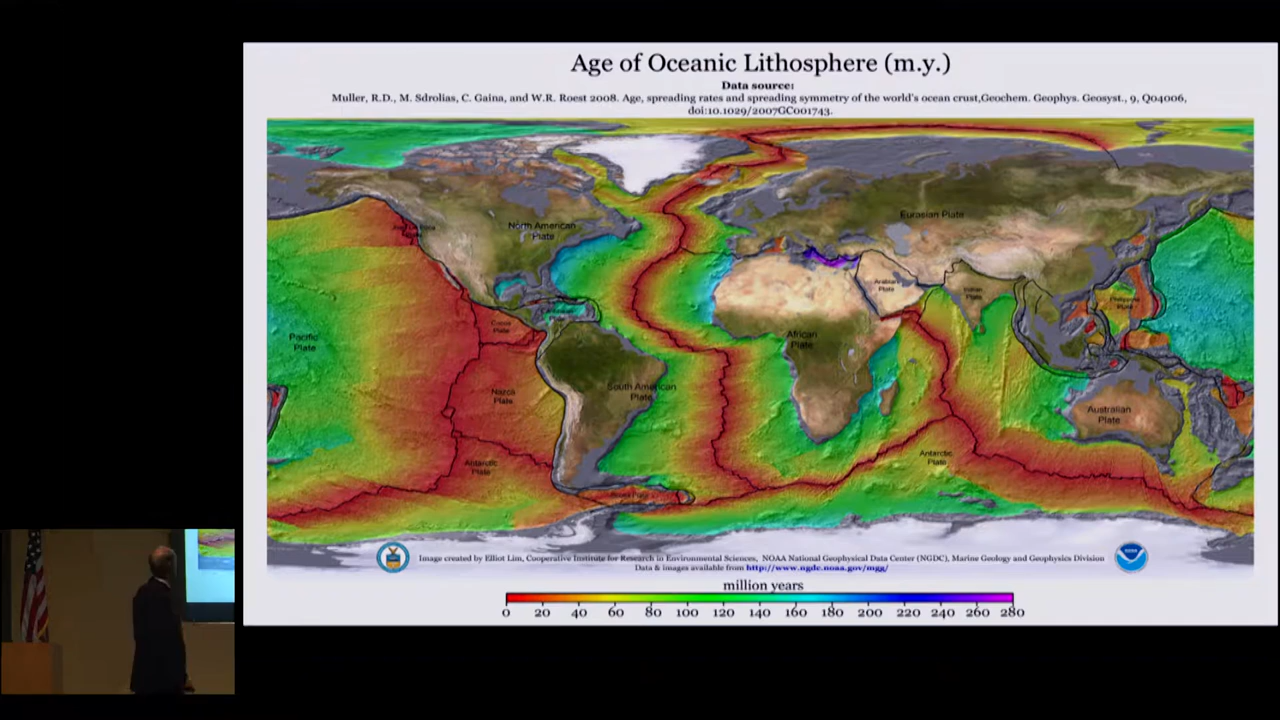 Age of Oceanic Lithosphere (m.y.)
Data source:
Muller, R.D., M. Sdrolias, C. Gaina, and W.R. Roest 2008. Age, spreading rates and spreading symmetry of the world's ocean crust,Geochem. Geophys. Geosyst., 9, Q04006,
doi:10.1029/2007GC001743.
North American
Plate
Eurasian Plate
Arabian
Plate
Indian
Plate
Philippine
Plate
Caribbean
Plate
Cocos
Plate
Pacific
Plate
African
Plate
Nazca
Plate
South American
Plate
Australian
Plate
Antarctic
Plate
Antarctic
Plate
Image created by Elliot Lim, Cooperative Institute for Research in Environmental Sciences, NOAA National Geophysical Data Center (NGDC), Marine Geology and Geophysics Division
Data & images available from http://www.ngdc.noaa.gov/mgg/
NOAA
million years
0 20 40 60 80 100 120 140 160 180 200 220 240 260 280